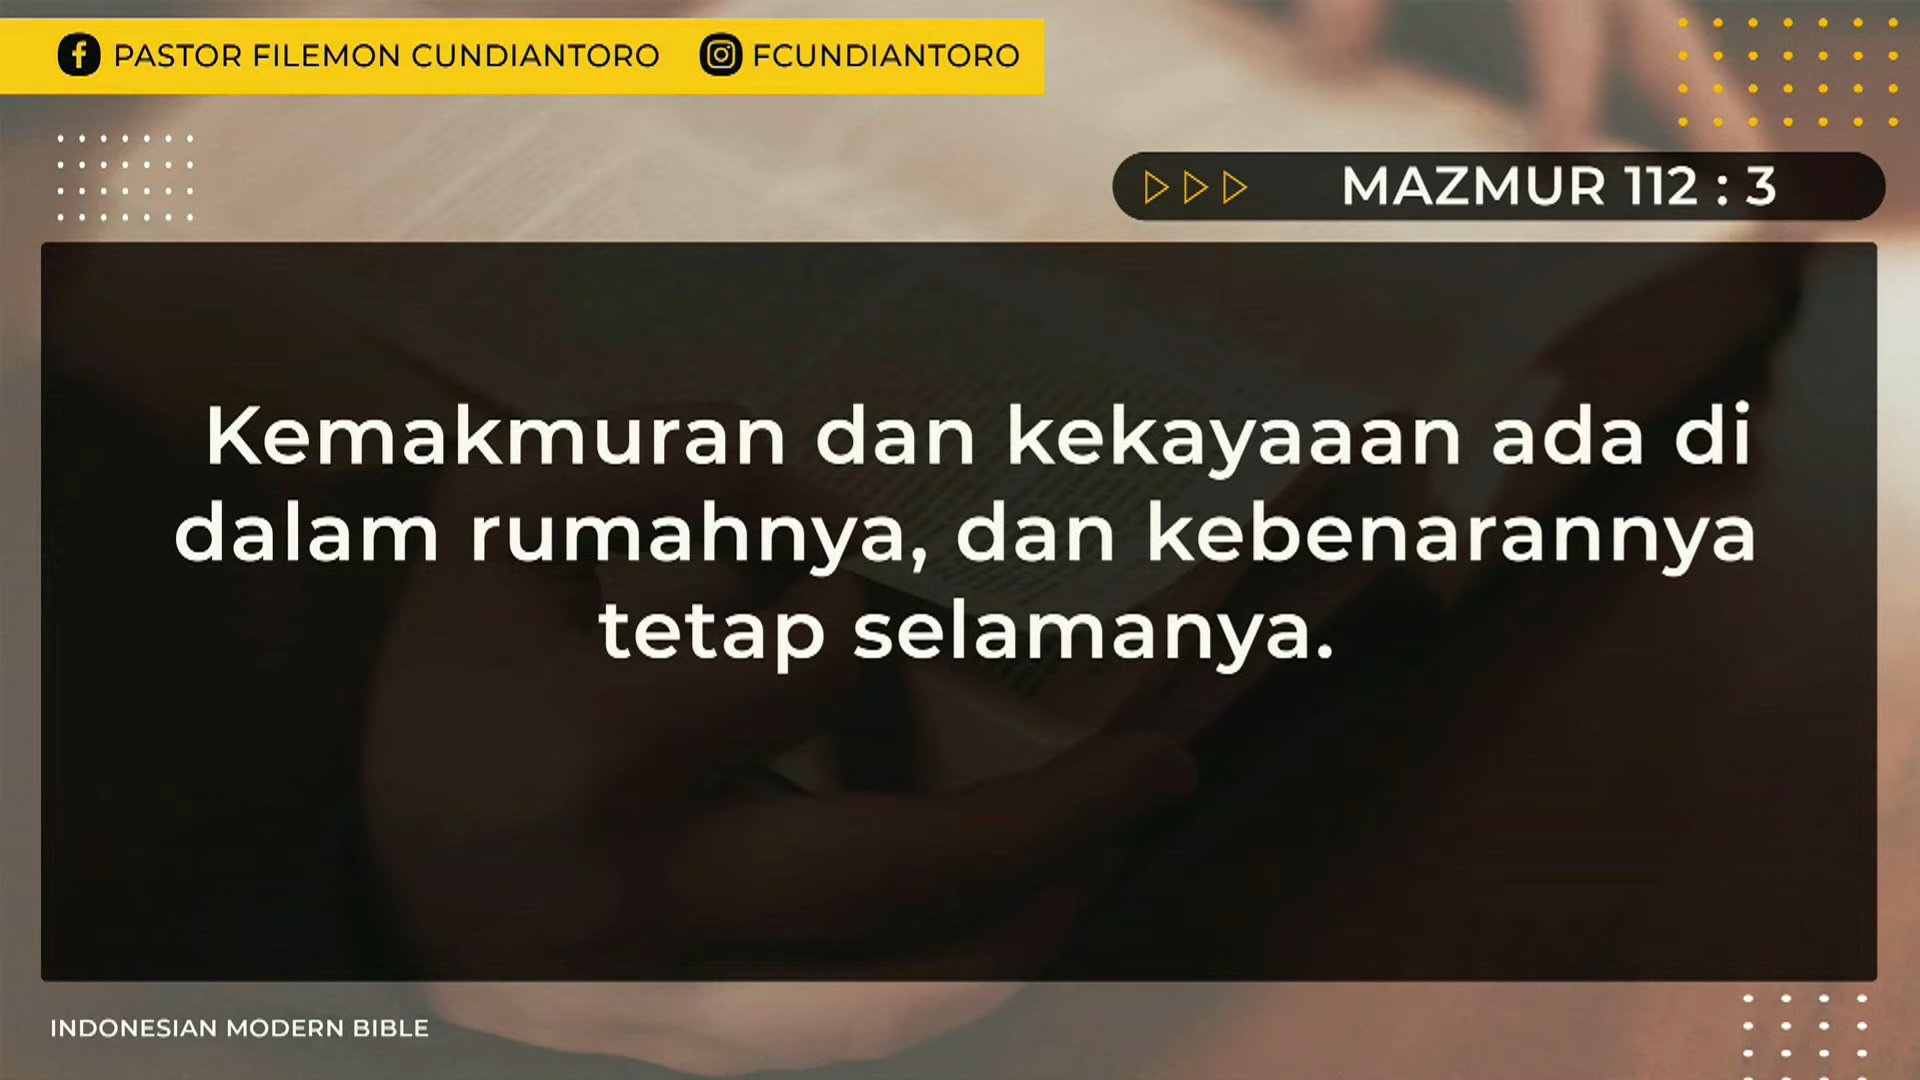 PASTOR FILEMON CUNDIANTORO FCUNDIANTORO
MAZMUR 112 : 3
Kemakmuran dan kekayaaan ada di
dalam rumahnya, dan kebenarannya
tetap selamanya.
INDONESIAN MODERN BIBLE